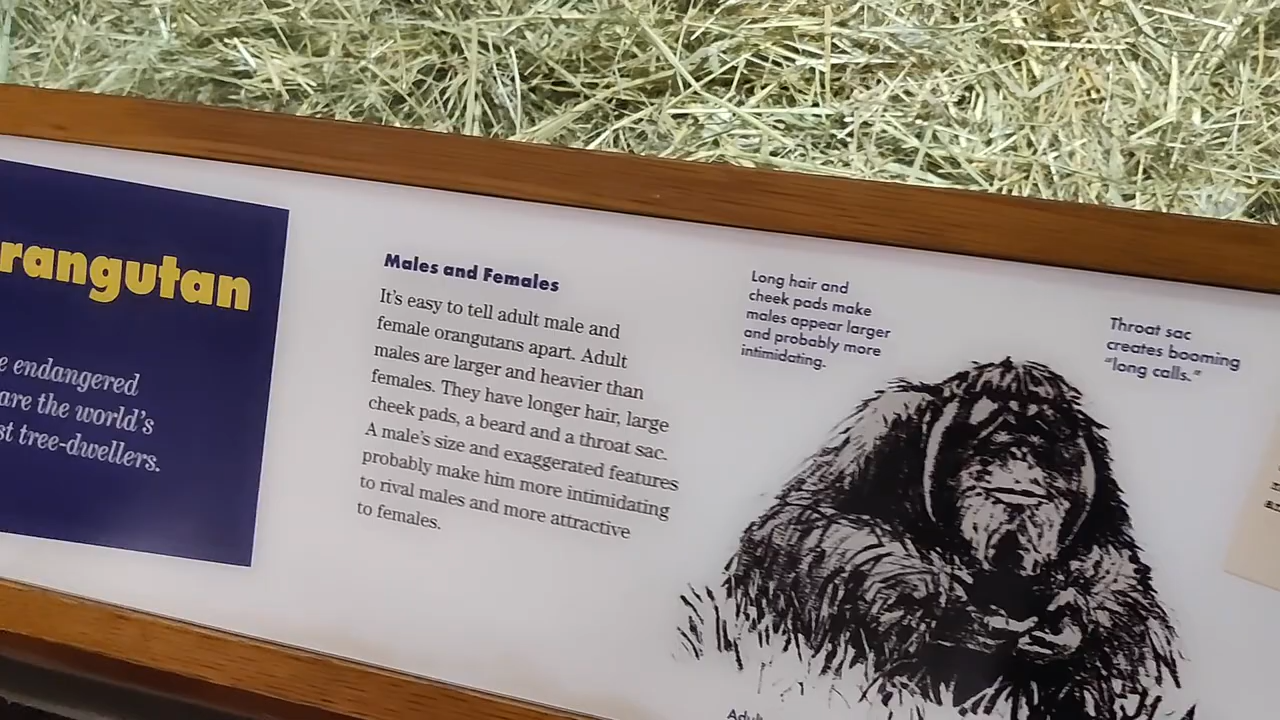 rangutan
e endangered
are the world's
st tree-dwellers.
Males and Females
It's easy to tell adult male and
female orangutans apart. Adult
males are larger and heavier than
females. They have longer hair, large
cheek pads, a beard and a throat sac.
A male's size and exaggerated features
probably make him more intimidating
to rival males and more attractive
to females.
Long hair and
cheek pads make
males appear larger
and probably more
intimidating.
Throat sac
creates booming
"long calls."